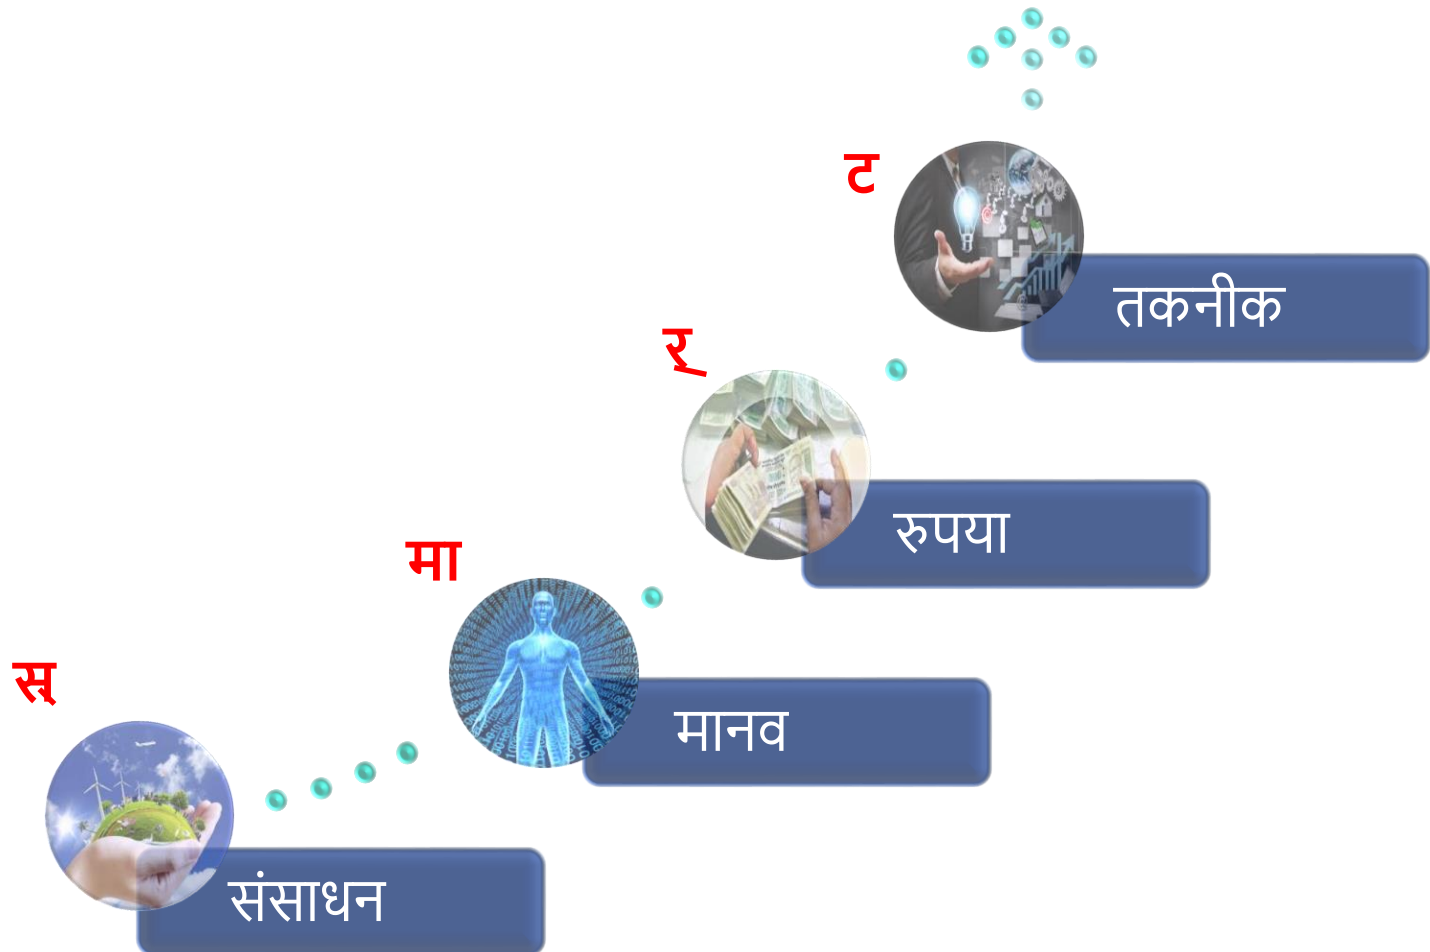 ट
तकनीक
र्
रुपया
मा
मानव
स्
संसाधन